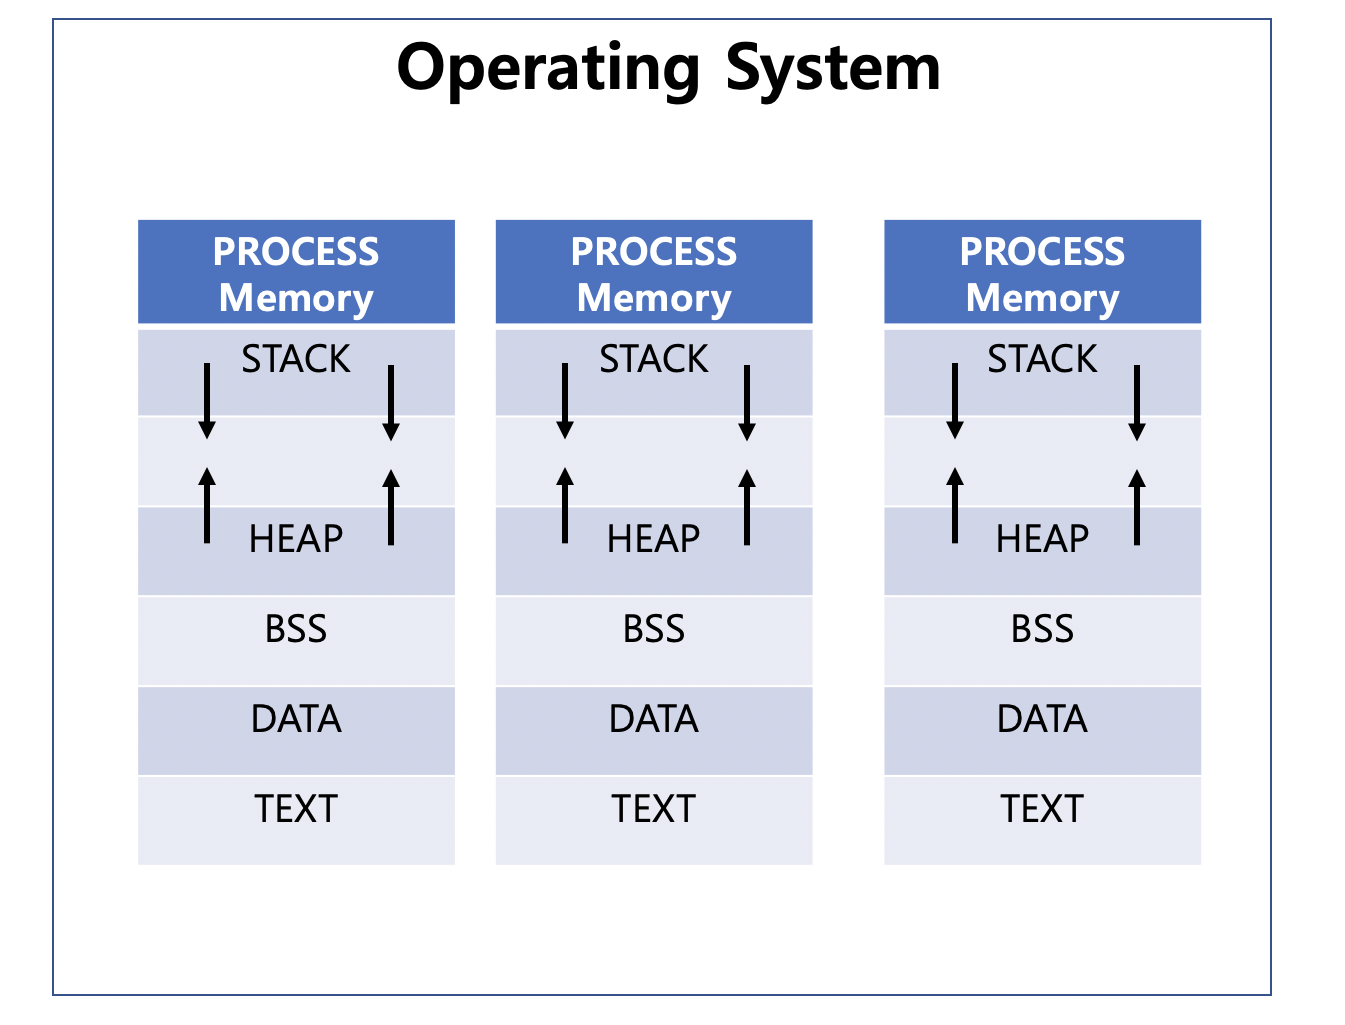 Operating System
PROCESS
Memory
STACK
HEAP
BSS
DATA
TEXT
PROCESS
Memory
STACK
HEAP
BSS
DATA
TEXT
PROCESS
Memory
STACK
HEAP
BSS
DATA
TEXT